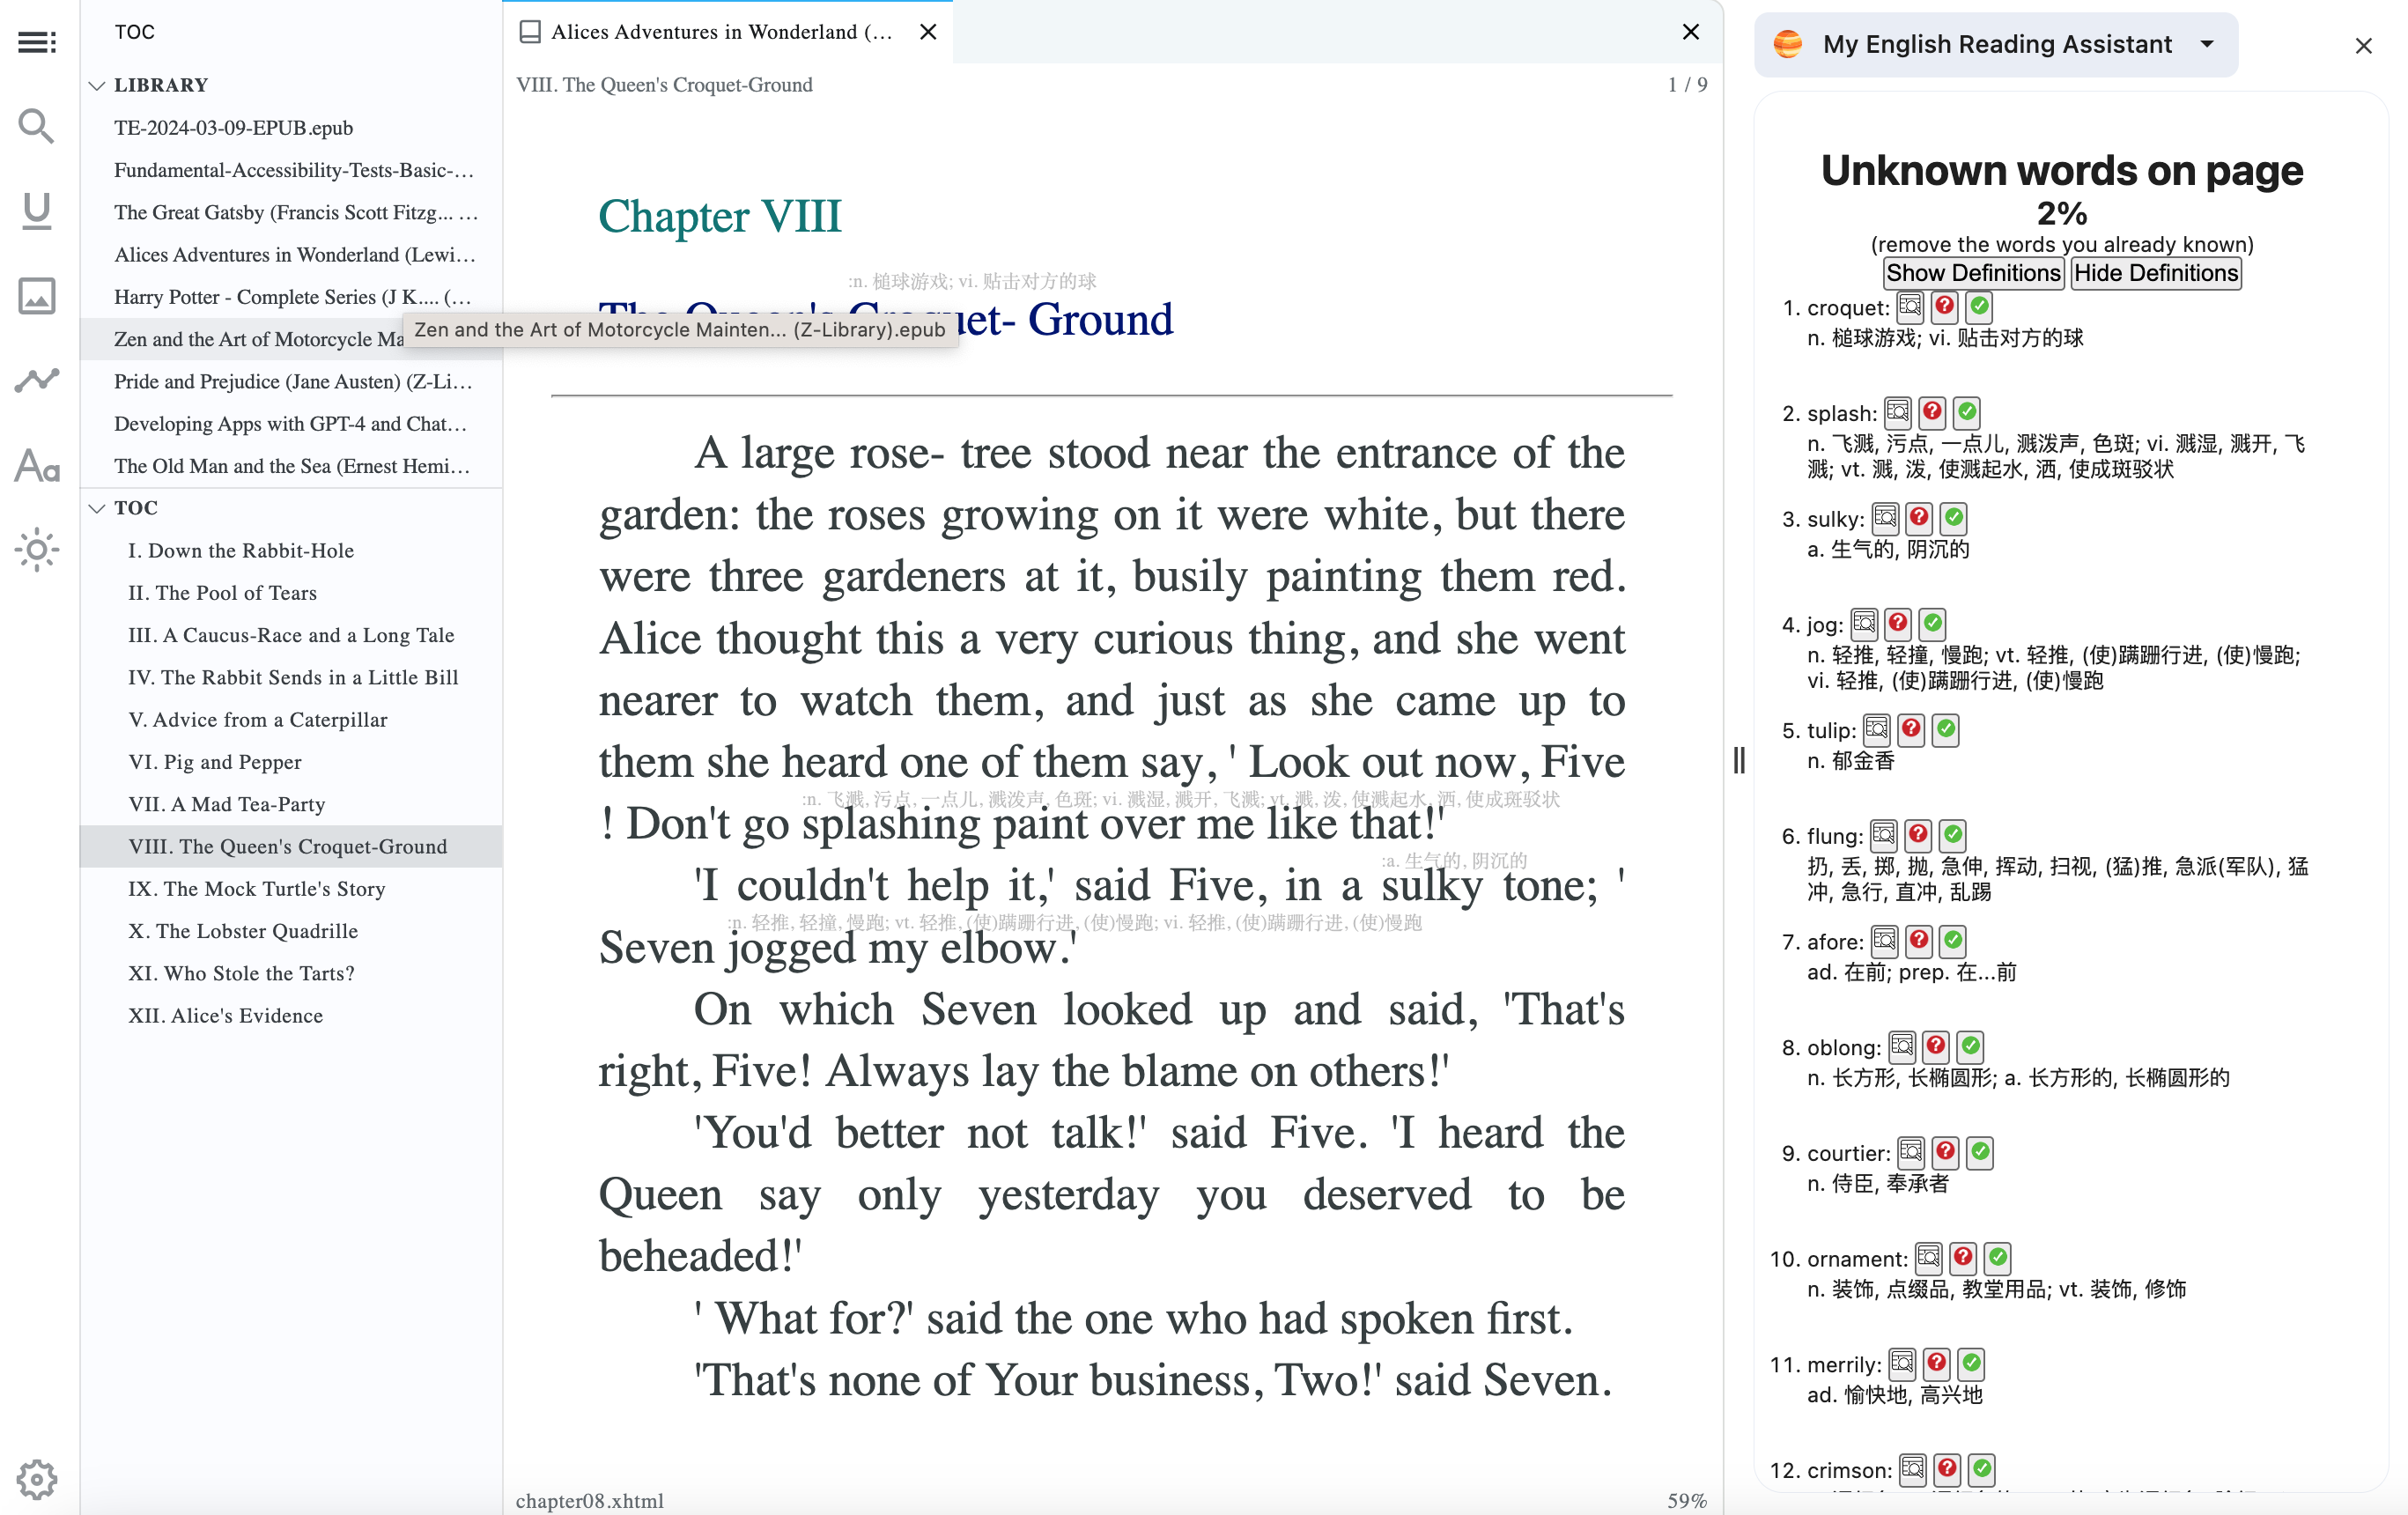 TOC
LIBRARY
TE-2024-03-09-EPUB.epub
Fundamental-Accessibility-Tests-Basic-…
The Great Gatsby (Francis Scott Fitzg... …
Alices Adventures in Wonderland (Lewi…
Harry Potter - Complete Series (J K.... (…
Zen and the Art of Motorcycle Ma
Zen and the Art of Motorcycle Mainten... (Z-Library).epub
Pride and Prejudice (Jane Austen) (Z-Li…
Developing Apps with GPT-4 and Chat…
The Old Man and the Sea (Ernest Hemi…
TOC
I. Down the Rabbit-Hole
II. The Pool of Tears
III. A Caucus-Race and a Long Tale
IV. The Rabbit Sends in a Little Bill
V. Advice from a Caterpillar
VI. Pig and Pepper
VII. A Mad Tea-Party
VIII. The Queen's Croquet-Ground
IX. The Mock Turtle's Story
X. The Lobster Quadrille
XI. Who Stole the Tarts?
XII. Alice's Evidence
Aa
Alices Adventures in Wonderland (…
VIII. The Queen's Croquet-Ground
1 / 9
Chapter VIII
:n. 槌球游戏; vi. 贴击对方的球
The Queen's Croquet- Ground
A large rose- tree stood near the entrance of the
garden: the roses growing on it were white, but there
were three gardeners at it, busily painting them red.
Alice thought this a very curious thing, and she went
nearer to watch them, and just as she came up to
them she heard one of them say, ' Look out now, Five
:n. 飞溅, 污点, 一点儿, 溅泼声, 色斑; vi. 溅湿, 溅开, 飞溅; vt. 溅, 泼, 使溅起水, 洒, 使成斑驳状
! Don't go splashing paint over me like that!'
:a. 生气的, 阴沉的
'I couldn't help it,' said Five, in a sulky tone; '
:n. 轻推, 轻撞, 慢跑; vt. 轻推, (使)蹒跚行进, (使)慢跑; vi. 轻推, (使)蹒跚行进, (使)慢跑
Seven jogged my elbow.'
On which Seven looked up and said, 'That's
right, Five! Always lay the blame on others!'
'You'd better not talk!' said Five. 'I heard the
Queen say only yesterday you deserved to be
beheaded!'
' What for?' said the one who had spoken first.
'That's none of Your business, Two!' said Seven.
chapter08.xhtml
59%
My English Reading Assistant
Unknown words on page
2%
(remove the words you already known)
Show Definitions Hide Definitions
1. croquet:
n. 槌球游戏; vi. 贴击对方的球
2. splash:
n. 飞溅, 污点, 一点儿, 溅泼声, 色斑; vi. 溅湿, 溅开, 飞
溅; vt. 溅, 泼, 使溅起水, 洒, 使成斑驳状
3. sulky:
a. 生气的, 阴沉的
4. jog:
n. 轻推, 轻撞, 慢跑; vt. 轻推, (使)蹒跚行进, (使)慢跑;
vi. 轻推, (使)蹒跚行进, (使)慢跑
5. tulip:
n. 郁金香
6. flung:
扔, 丢, 掷, 抛, 急伸, 挥动, 扫视, (猛)推, 急派(军队), 猛
冲, 急行, 直冲, 乱踢
7. afore:
ad. 在前; prep. 在...前
8. oblong:
n. 长方形, 长椭圆形; a. 长方形的, 长椭圆形的
9. courtier:
n. 侍臣, 奉承者
10. ornament:
n. 装饰, 点缀品, 教堂用品; vt. 装饰, 修饰
11. merrily:
ad. 愉快地, 高兴地
12. crimson: